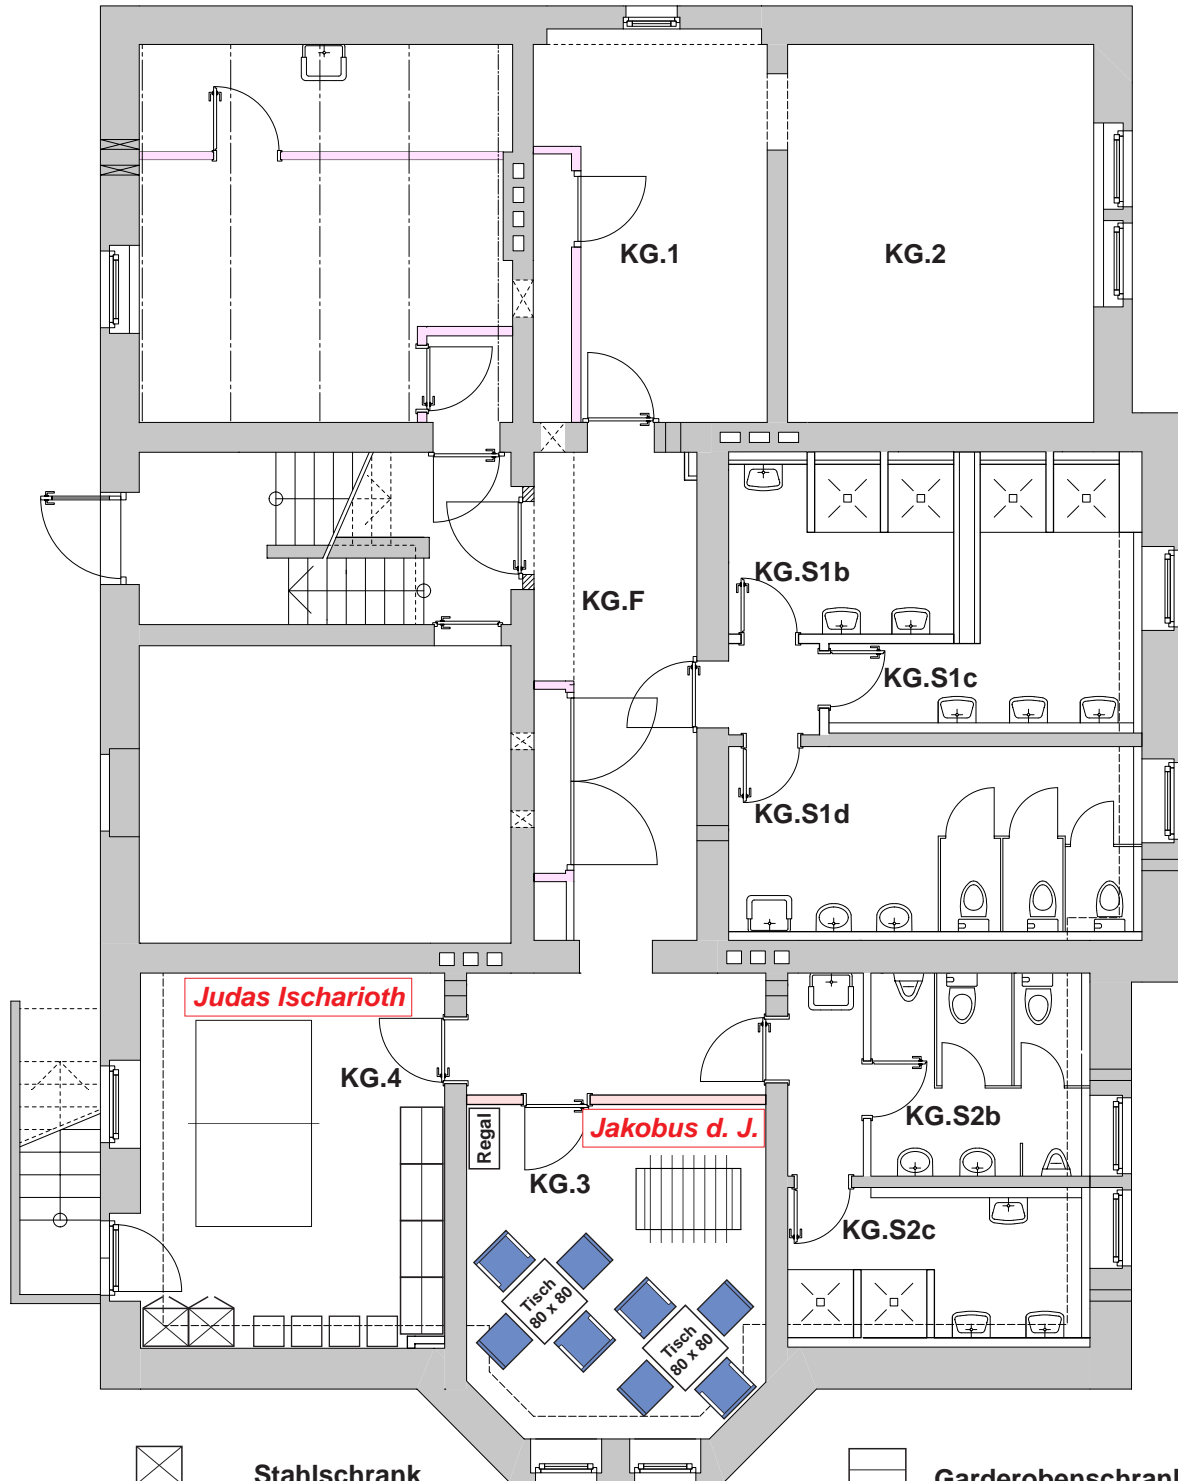 KG.1
KG.2
KG.S1b
KG.F
KG.S1c
KG.S1d
Judas Ischarioth
KG.4
Regal
Jakobus d. J.
KG.S2b
KG.3
KG.S2c
Tisch
80 x 80
Tisch
80 x 80
Stahlschrank
Garderobenschrank